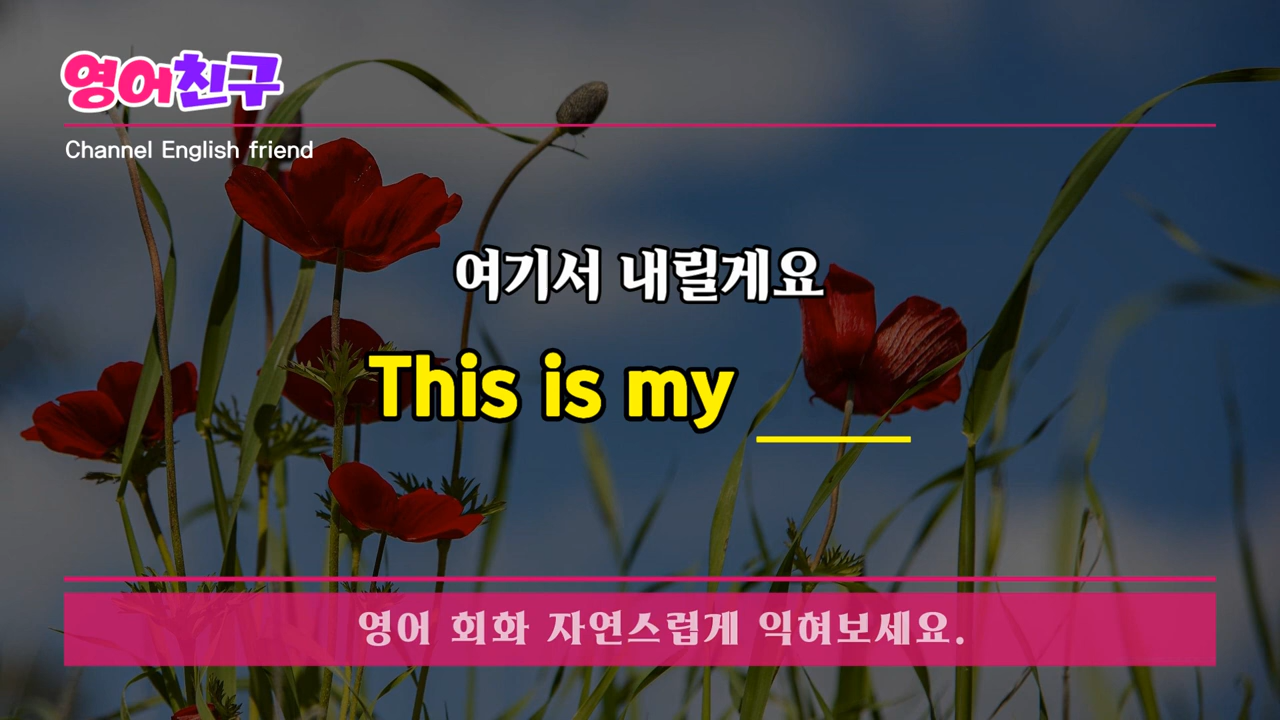 영어친구
Channel English friend
여기서 내릴게요
This is my ____
영어 회화 자연스럽게 익혀보세요.